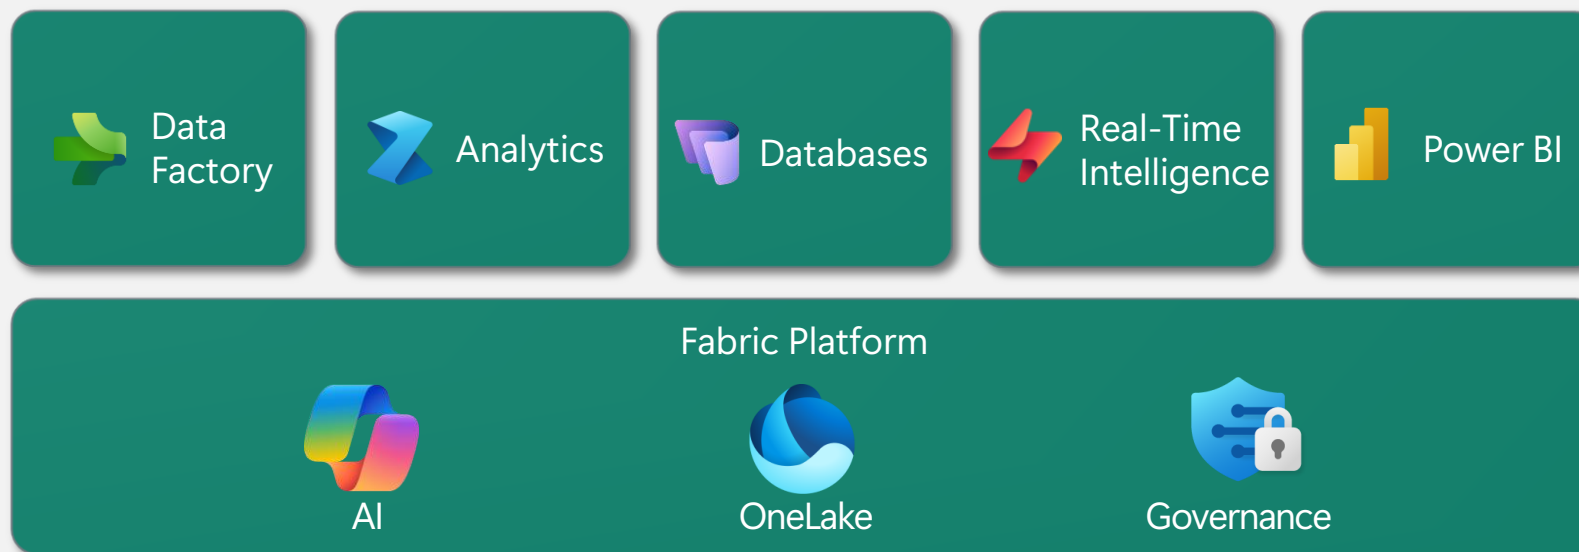 Data
Factory
Analytics
Databases
Real-Time
Intelligence
Power BI
Fabric Platform
AI
OneLake
Governance